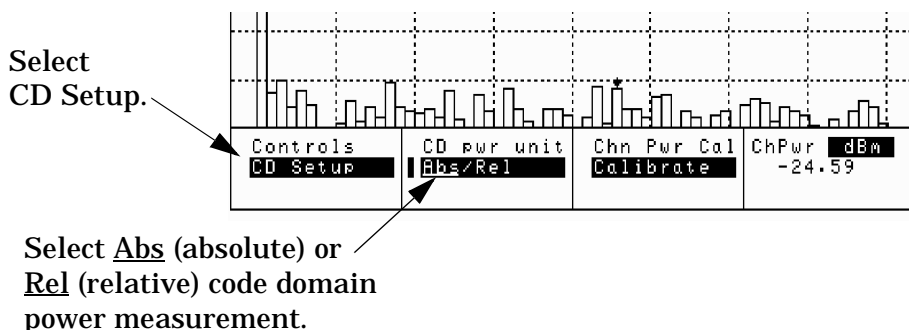 Select
CD Setup.
Controls
CD Setup
CD pwr unit
Abs/Rel
Chn Pwr Cal
Calibrate
ChPwr dBm
-24.59
Select Abs (absolute) or
Rel (relative) code domain
power measurement.